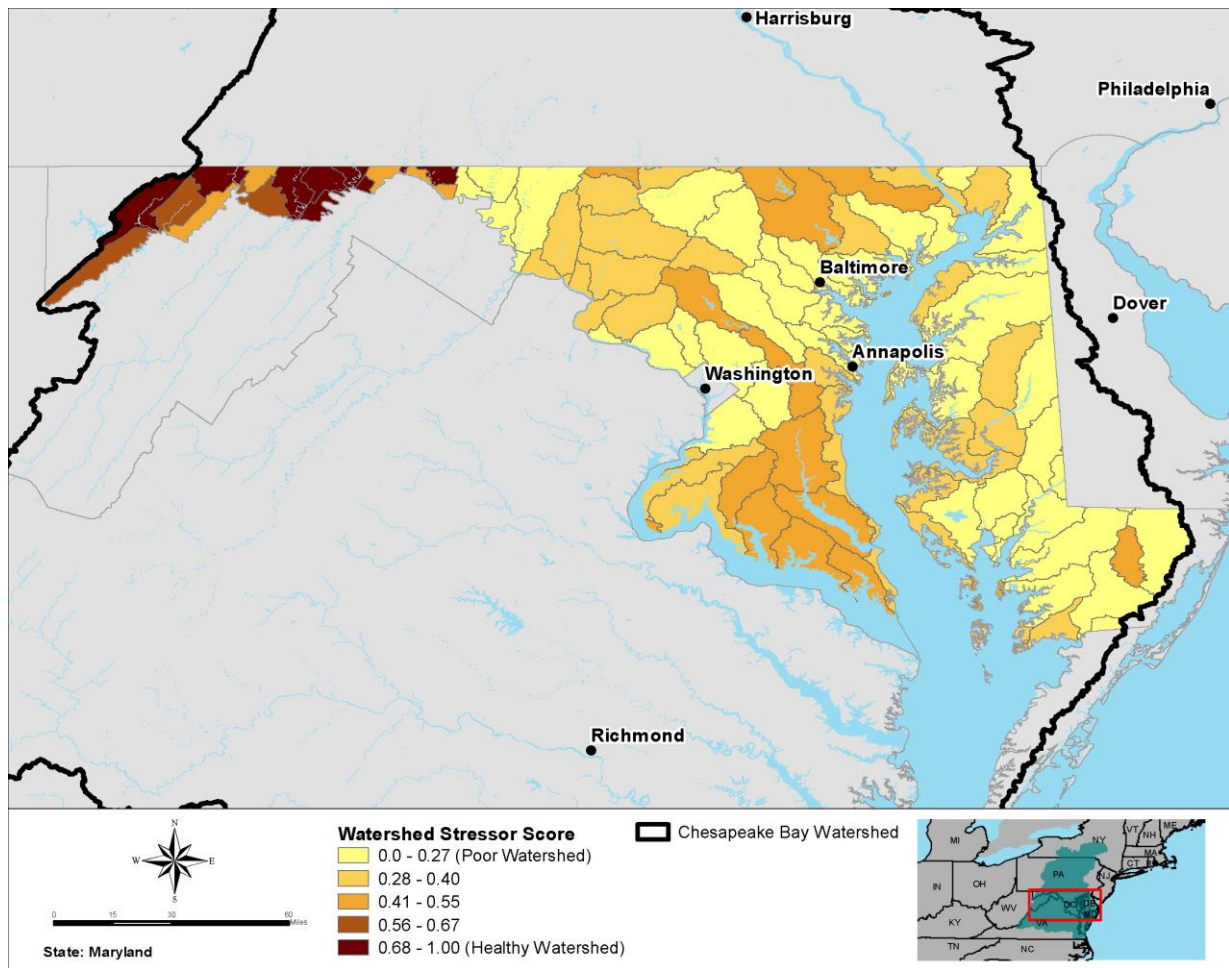 Harrisburg
Philadelphia
Baltimore
Dover
Annapolis
Washington
Richmond
N
W E
S
0 15 30 60
Miles
State: Maryland
Watershed Stressor Score
0.0 - 0.27 (Poor Watershed)
0.28 - 0.40
0.41 - 0.55
0.56 - 0.67
0.68 - 1.00 (Healthy Watershed)
Chesapeake Bay Watershed
MI
NY
VT
NH
ME
MA
CT
PA
NJ
IN
OH
WV
DC
DE
MD
KY
VA
TN
NC